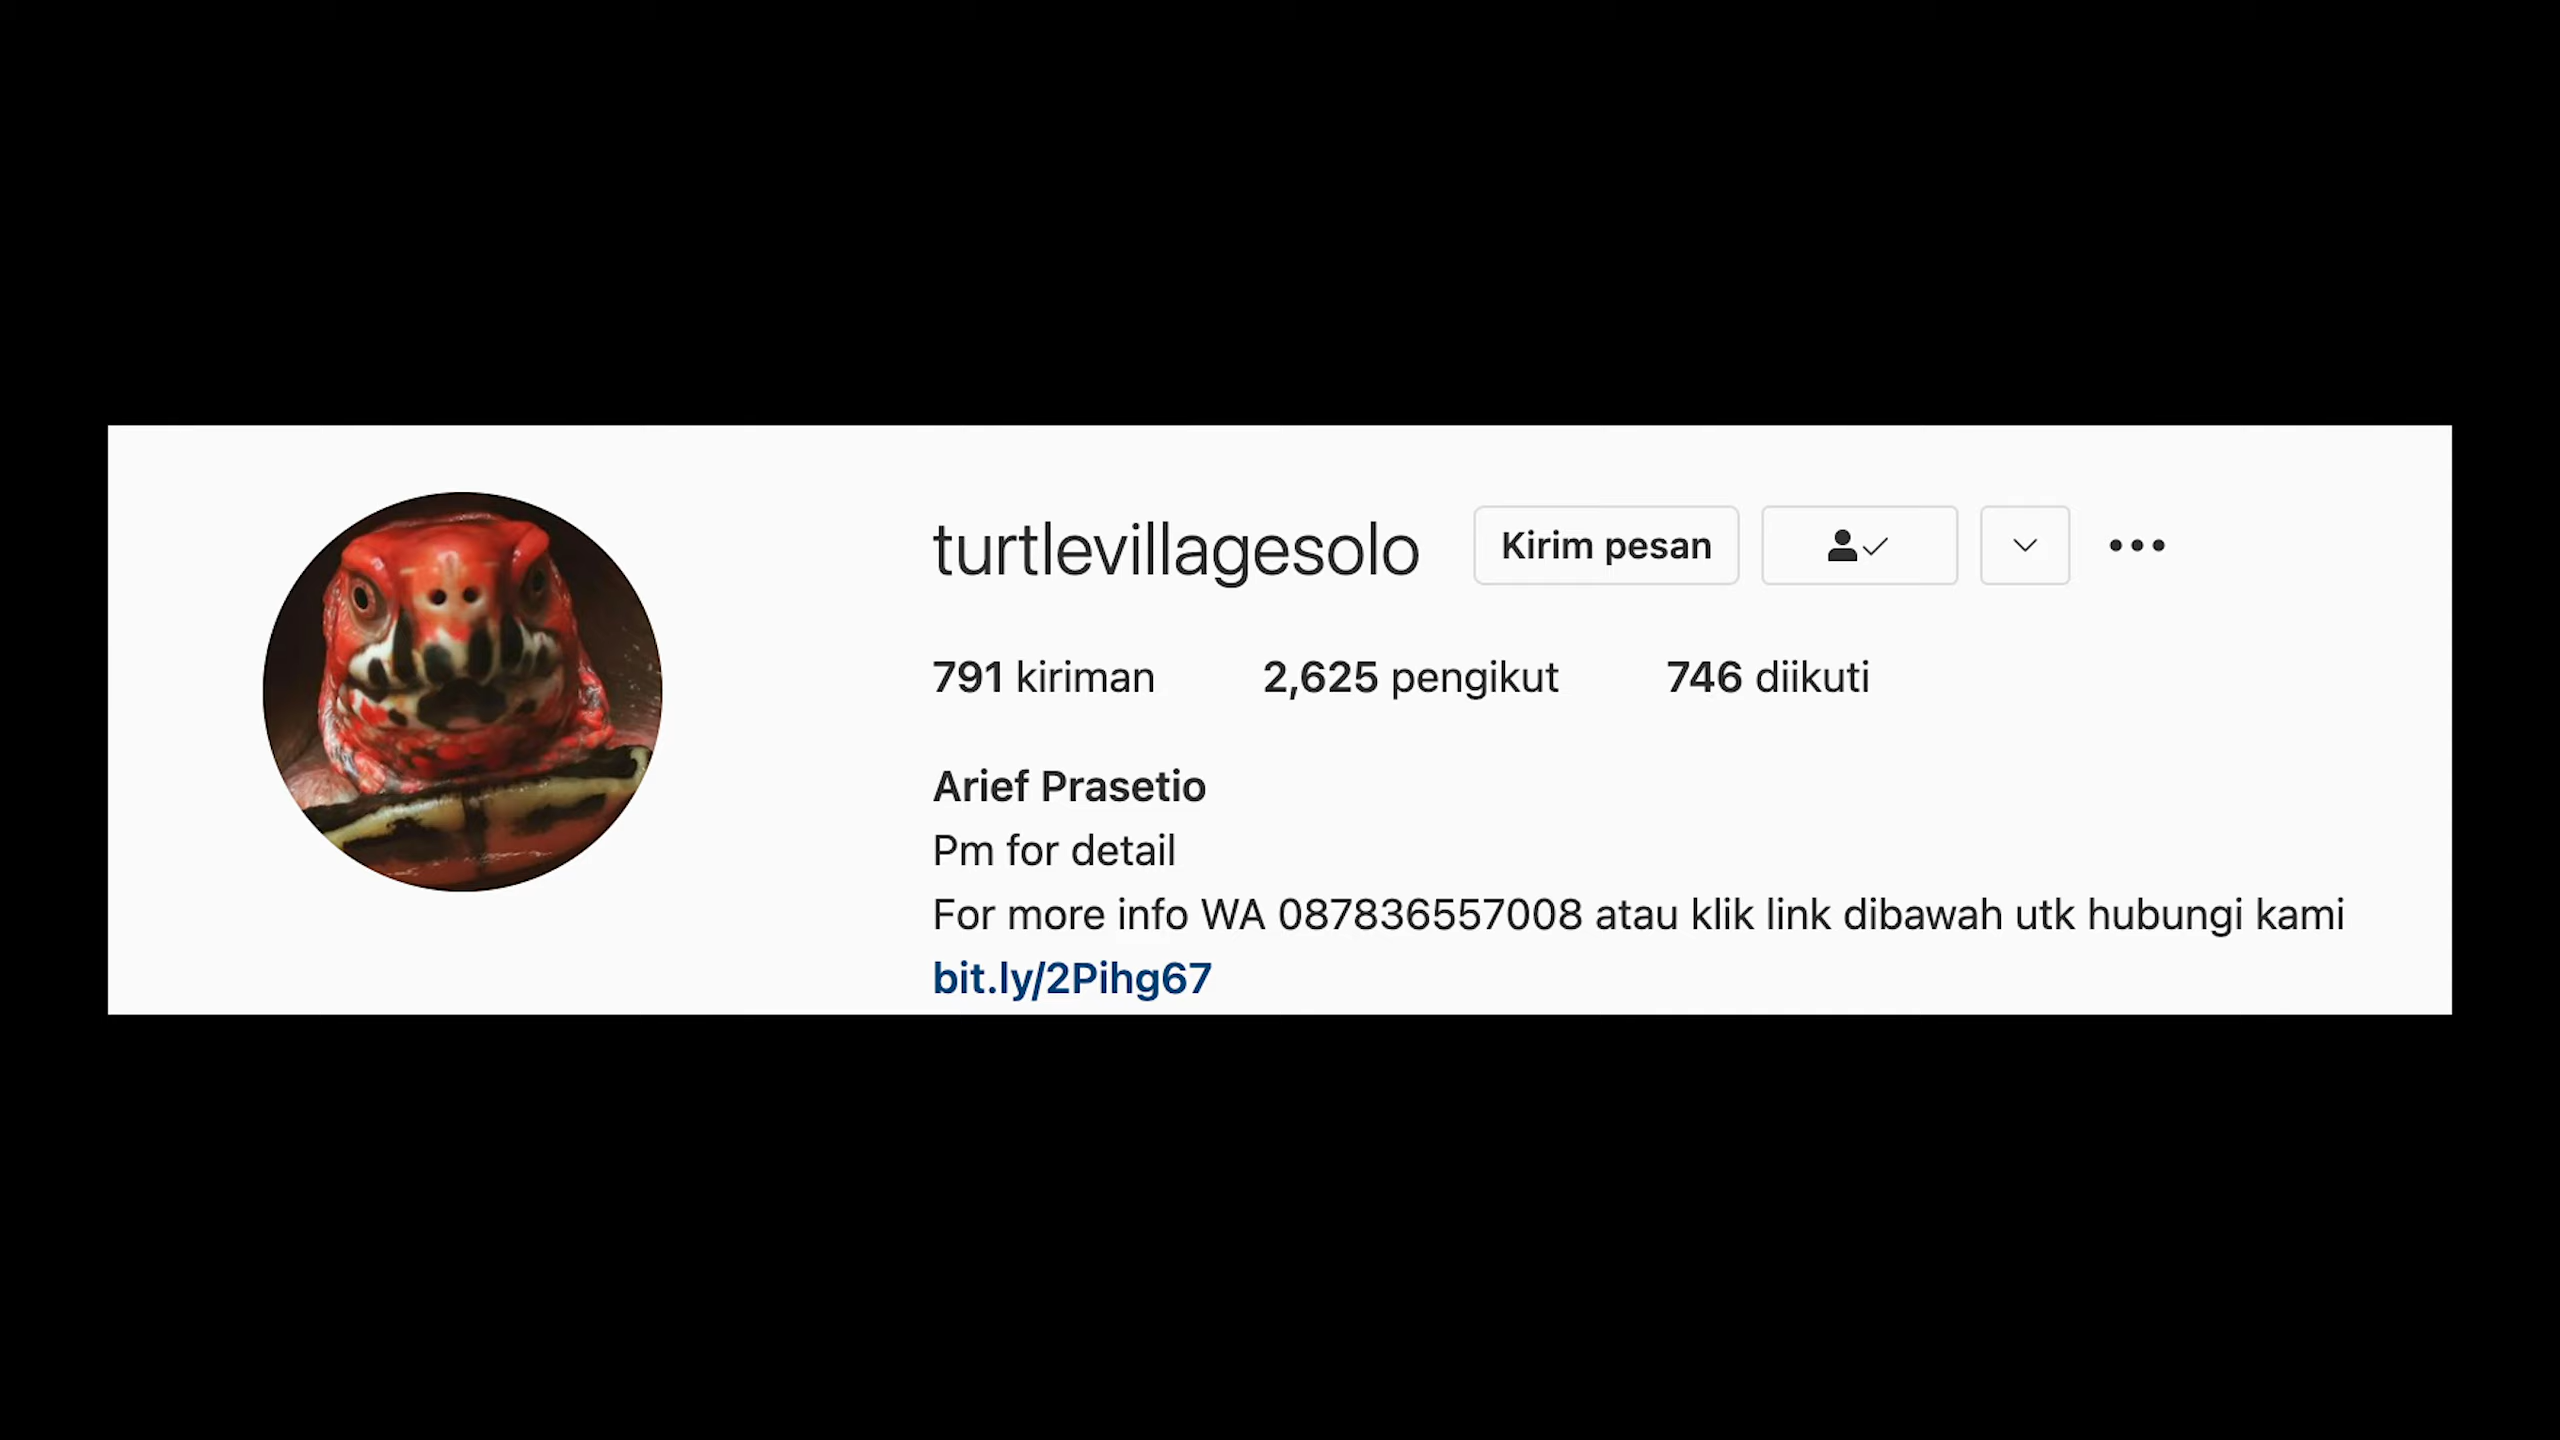 turtlevillagesolo Kirim pesan
791 kiriman 2,625 pengikut 746 diikuti
Arief Prasetio
Pm for detail
For more info WA 087836557008 atau klik link dibawah utk hubungi kami
bit.ly/2Pihg67